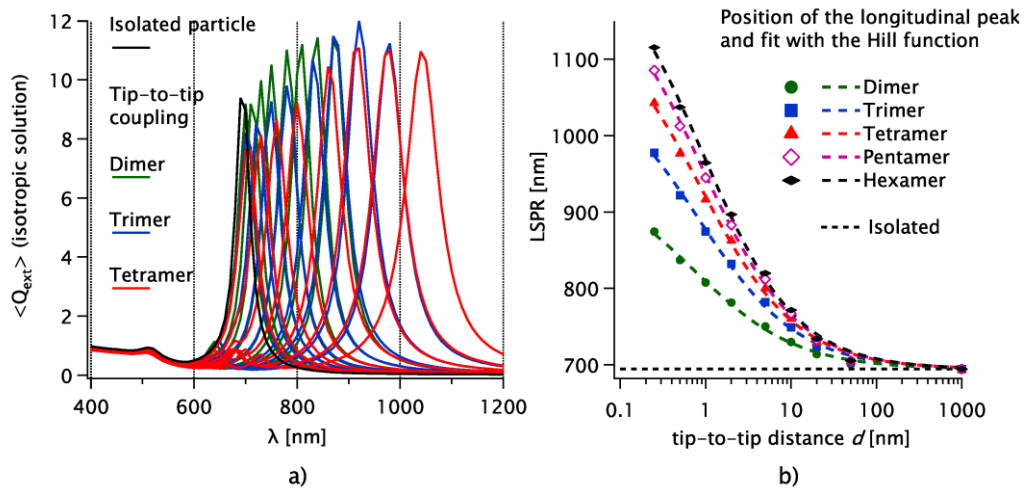 Isolated particle
Tip-to-tip
coupling
Dimer
Trimer
Tetramer
<Qext> (isotropic solution)
12
10
8
6
4
2
0
400
600
800
1000
1200
λ [nm]
a)
Position of the longitudinal peak
and fit with the Hill function
Dimer
Trimer
Tetramer
Pentamer
Hexamer
Isolated
LSPR [nm]
1100
1000
900
800
700
0.1
1
10
100
1000
tip-to-tip distance d [nm]
b)